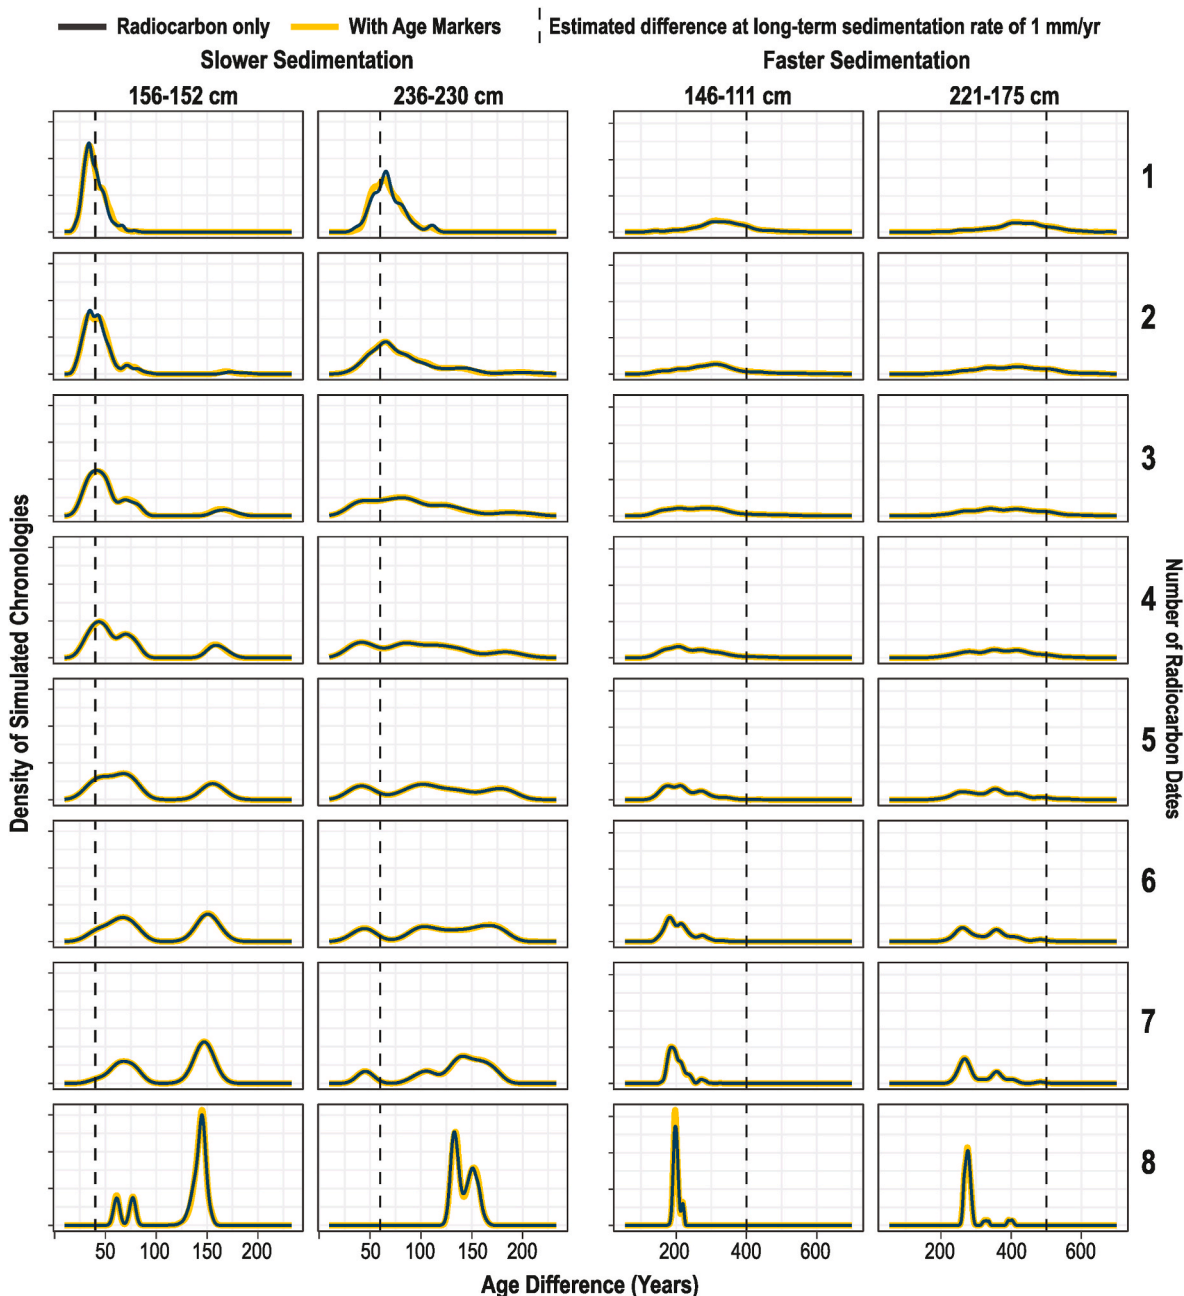 Radiocarbon only With Age Markers Estimated difference at long-term sedimentation rate of 1 mm/yr
Slower Sedimentation Faster Sedimentation
156-152 cm 236-230 cm 146-111 cm 221-175 cm
1
2
3
4
5
6
7
8
Density of Simulated Chronologies
Number of Radiocarbon Dates
50 100 150 200 50 100 150 200 200 400 600 200 400 600
Age Difference (Years)